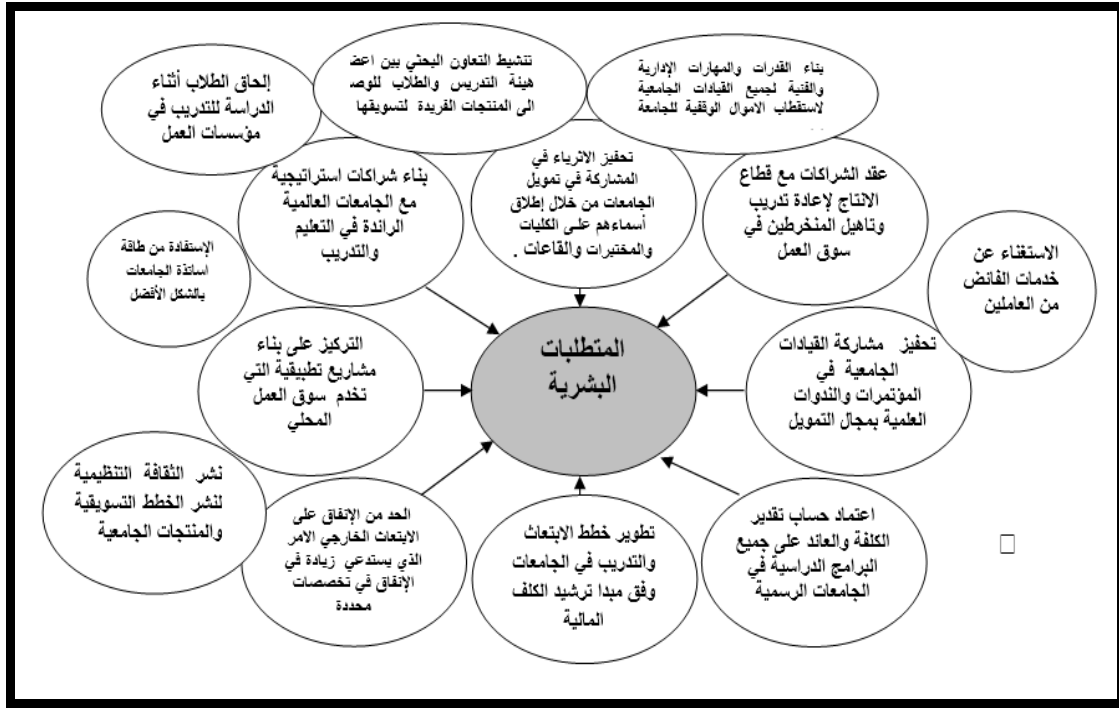 بناء القدرات والمهارات الإدارية
والفنية لجميع القيادات الجامعية
لاستقطاب الاموال الوقفية للجامعة
تنشيط التعاون البحثي بين اعض
هيئة التدريس والطلاب للوص
الى المنتجات الفريدة لتسويقها
إلحاق الطلاب أثناء
الدراسة للتدريب في
مؤسسات العمل
عقد الشراكات مع قطاع
الانتاج لإعادة تدريب
وتاهيل المنخرطين في
سوق العمل
تحفيز الاثرياء في
المشاركة في تمويل
الجامعات من خلال إطلاق
أسماءهم على الكليات
والمختبرات والقاعات .
بناء شراكات استراتيجية
مع الجامعات العالمية
الرائدة في التعليم
والتدريب
الاستغناء عن
خدمات الفائض
من العاملين
الإستفادة من طاقة
اساتذة الجامعات
بالشكل الأفضل
تحفيز مشاركة القيادات
الجامعية في
المؤتمرات والندوات
العلمية بمجال التمويل
المتطلبات
البشرية
التركيز على بناء
مشاريع تطبيقية التي
تخدم سوق العمل
المحلي
اعتماد حساب تقدير
الكلفة والعائد على جميع
البرامج الدراسية في
الجامعات الرسمية
تطوير خطط الابتعاث
والتدريب في الجامعات
وفق مبدا ترشيد الكلف
المالية
الحد من الإنفاق على
الابتعاث الخارجي الامر
الذي يستدعي زيادة في
الإنفاق في تخصصات
محددة
نشر الثقافة التنظيمية
لنشر الخطط التسويقية
والمنتجات الجامعية